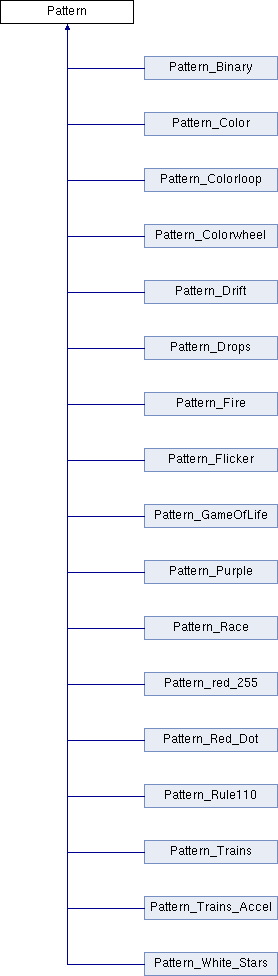 Pattern
Pattern_Binary
Pattern_Color
Pattern_Colorloop
Pattern_Colorwheel
Pattern_Drift
Pattern_Drops
Pattern_Fire
Pattern_Flicker
Pattern_GameOfLife
Pattern_Purple
Pattern_Race
Pattern_red_255
Pattern_Red_Dot
Pattern_Rule110
Pattern_Trains
Pattern_Trains_Accel
Pattern_White_Stars